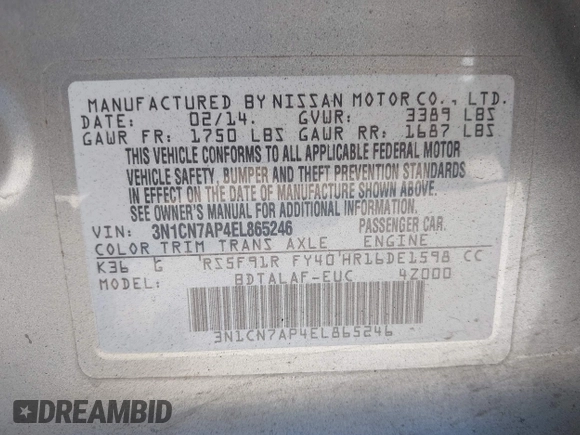 MANUFACTURED BY NISSAN MOTOR CO., LTD.
DATE: 02/14. GVWR: 3389 LBS
GAWR FR: 1750 LBS GAWR RR: 1687 LBS
THIS VEHICLE CONFORMS TO ALL APPLICABLE FEDERAL MOTOR
VEHICLE SAFETY, BUMPER AND THEFT PREVENTION STANDARDS
IN EFFECT ON THE DATE OF MANUFACTURE SHOWN ABOVE.
SEE OWNER'S MANUAL FOR ADDITIONAL INFORMATION.
VIN: 3N1CN7AP4EL865246 PASSENGER CAR.
COLOR TRIM TRANS AXLE ENGINE
K36 G 'RS5F91R FY40'HR16DE1598 CC
MODEL: BDTALAF-EUC 4Z000
3N1CN7AP4EL865246
DREAMBID